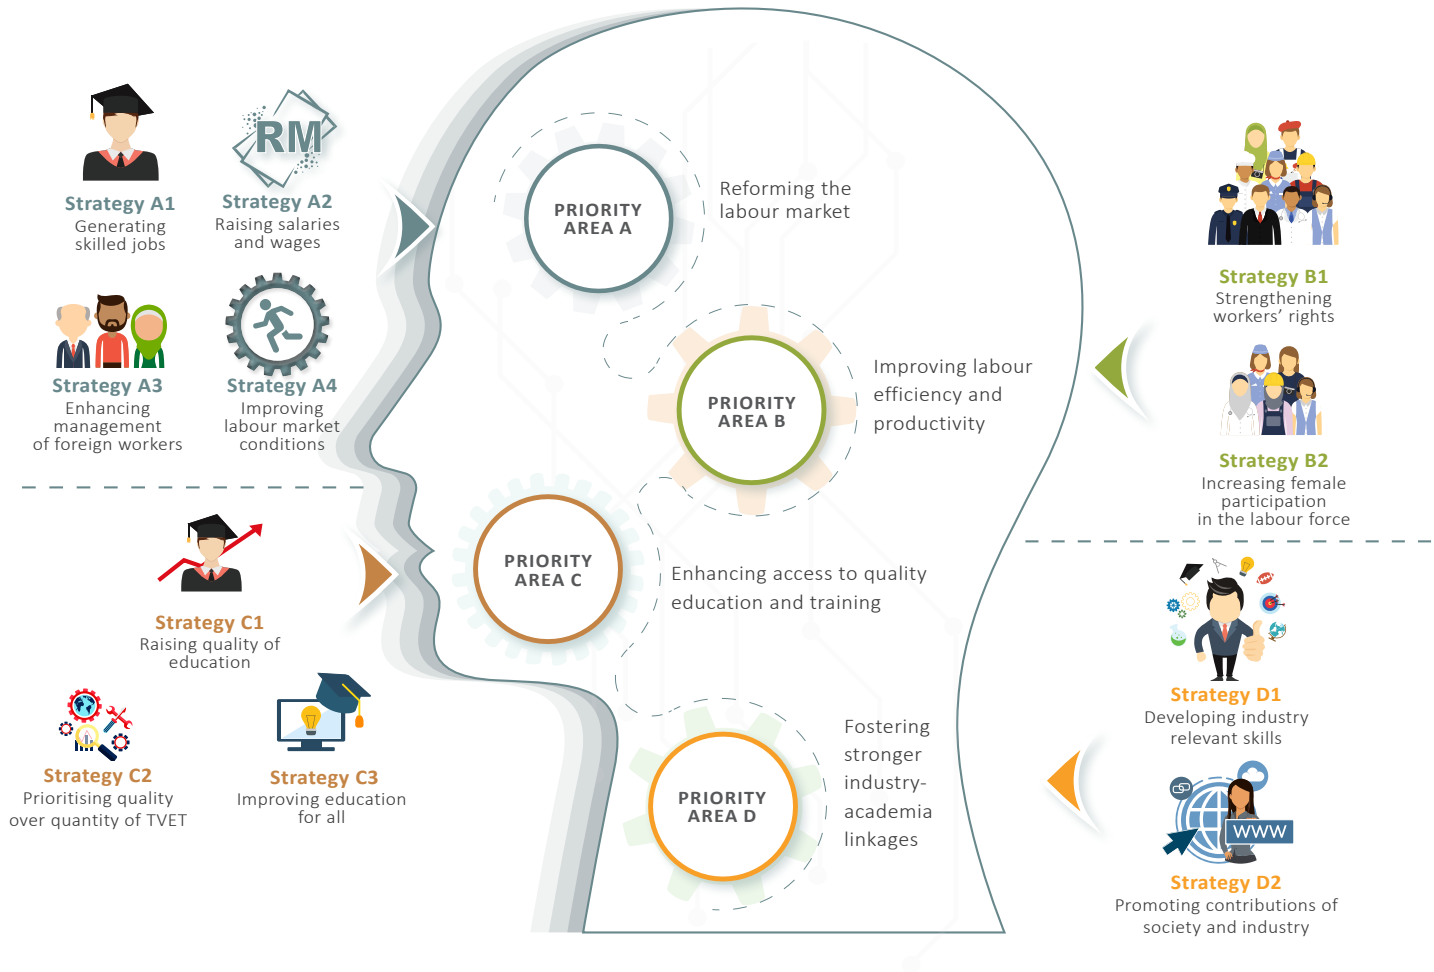 Strategy A1
Generating
skilled jobs
RM
Strategy A2
Raising salaries
and wages
Strategy A3
Enhancing
management
of foreign workers
Strategy A4
Improving
labour market
conditions
PRIORITY
AREA A
Reforming the
labour market
PRIORITY
AREA B
Improving labour
efficiency and
productivity
Strategy B1
Strengthening
workers’ rights
Strategy B2
Increasing female
participation
in the labour force
Strategy C1
Raising quality of
education
Strategy C2
Prioritising quality
over quantity of TVET
Strategy C3
Improving education
for all
PRIORITY
AREA C
Enhancing access to quality
education and training
PRIORITY
AREA D
Fostering
stronger
industry-
academia
linkages
Strategy D1
Developing industry
relevant skills
WWW
Strategy D2
Promoting contributions of
society and industry